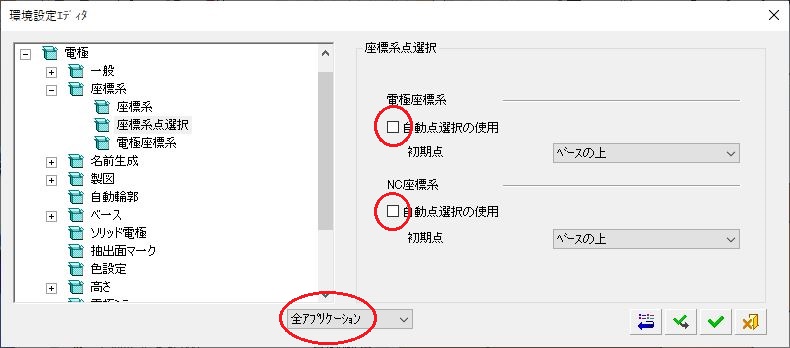 環境設定ｴﾃﾞｨﾀ
電極
一般
座標系
座標系
座標系点選択
電極座標系
名前生成
製図
自動輪郭
ﾍﾞｰｽ
ｿﾘｯﾄﾞ電極
抽出面ﾏｰｸ
色設定
高さ
座標系点選択
電極座標系
自動点選択の使用
初期点
ﾍﾞｰｽの上
NC座標系
自動点選択の使用
初期点
ﾍﾞｰｽの上
全ｱﾌﾟﾘｹｰｼｮﾝ